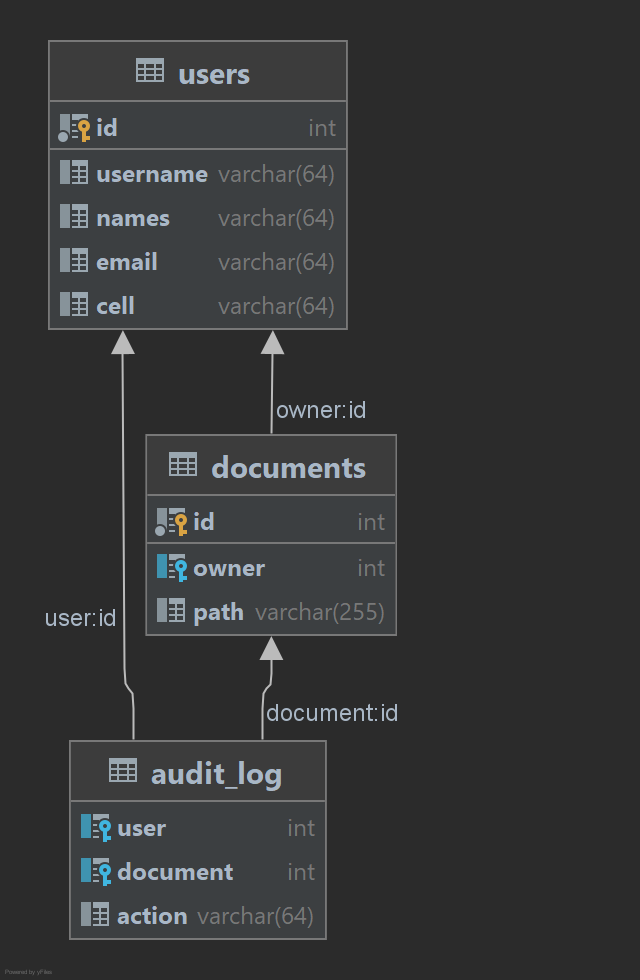 users
id int
username varchar(64)
names varchar(64)
email varchar(64)
cell varchar(64)
owner:id
documents
id int
owner int
path varchar(255)
user:id
document:id
audit_log
user int
document int
action varchar(64)
Powered by yFiles